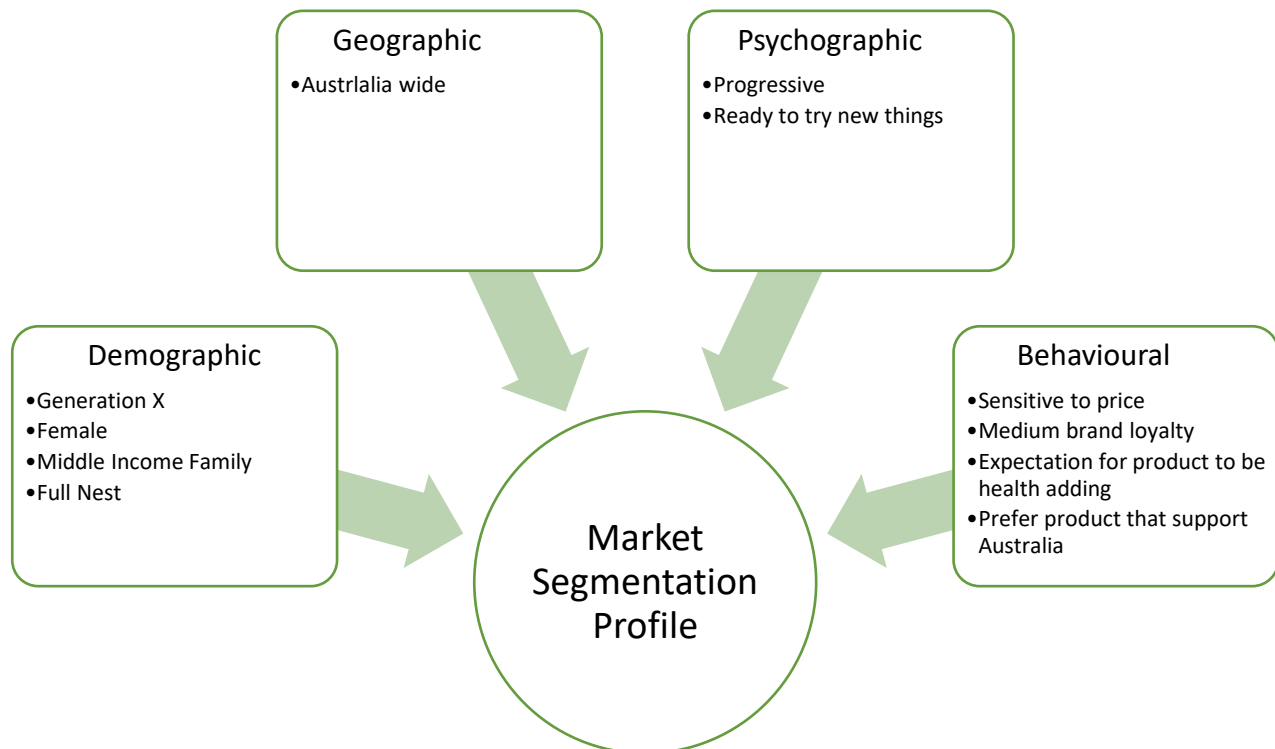 Geographic
•Austrlalia wide
Psychographic
•Progressive
•Ready to try new things
Demographic
•Generation X
•Female
•Middle Income Family
•Full Nest
Behavioural
•Sensitive to price
•Medium brand loyalty
•Expectation for product to be
health adding
•Prefer product that support
Australia
Market
Segmentation
Profile